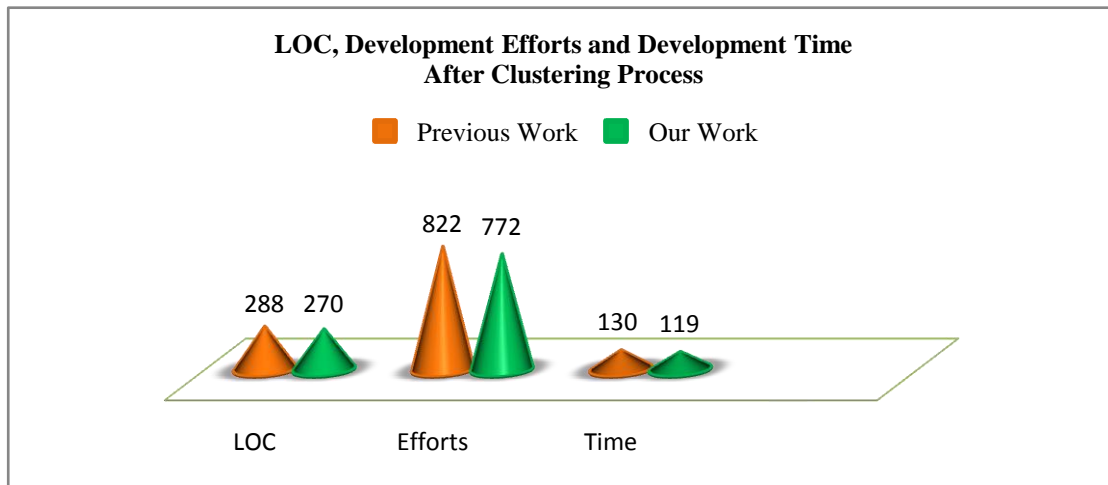 LOC, Development Efforts and Development Time
After Clustering Process
Previous Work Our Work
822 772
288 270
130 119
LOC Efforts Time